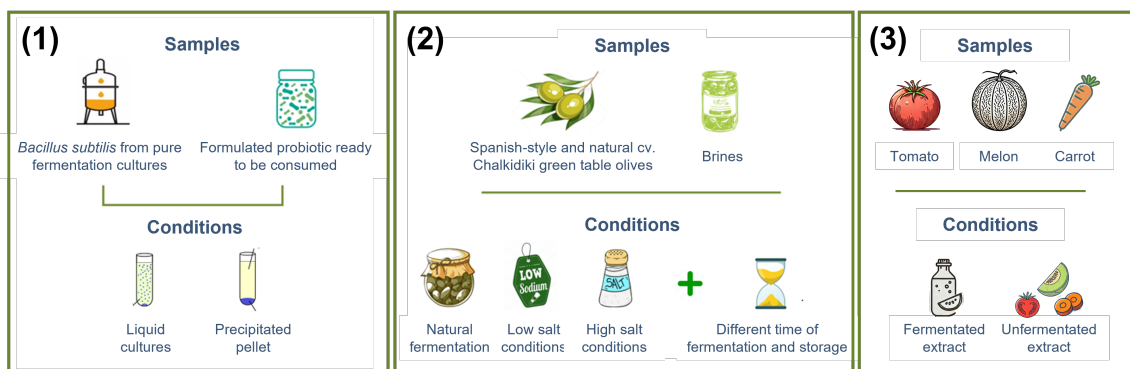 (1)
Samples
Bacillus subtilis from pure
fermentation cultures
Formulated probiotic ready
to be consumed
Conditions
Liquid
cultures
Precipitated
pellet
(2)
Samples
Spanish-style and natural cv.
Chalkidiki green table olives
Brines
Conditions
LOW
Sodium
SALT
Natural
fermentation
Low salt
conditions
High salt
conditions
Different time of
fermentation and storage
(3)
Samples
Tomato
Melon
Carrot
Conditions
Fermentated
extract
Unfermentated
extract